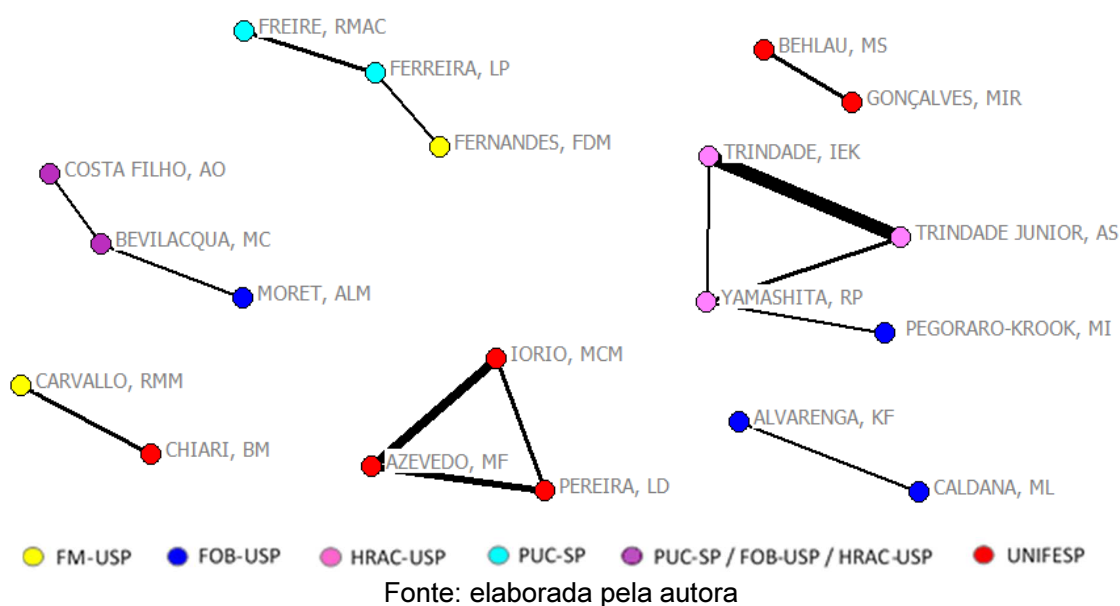 FREIRE, RMAC
BEHLAU, MS
FERREIRA, LP
GONÇALVES, MIR
FERNANDES, FDM
TRINDADE, IEK
COSTA FILHO, AO
TRINDADE JUNIOR, AS
BEVILACQUA, MC
MORET, ALM
YAMASHITA, RP
PEGORARO-KROOK, MI
IORIO, MCM
CARVALLO, RMM
ALVARENGA, KF
CHIARI, BM
AZEVEDO, MF
PEREIRA, LD
CALDANA, ML
FM-USP FOB-USP HRAC-USP PUC-SP PUC-SP / FOB-USP / HRAC-USP UNIFESP
Fonte: elaborada pela autora